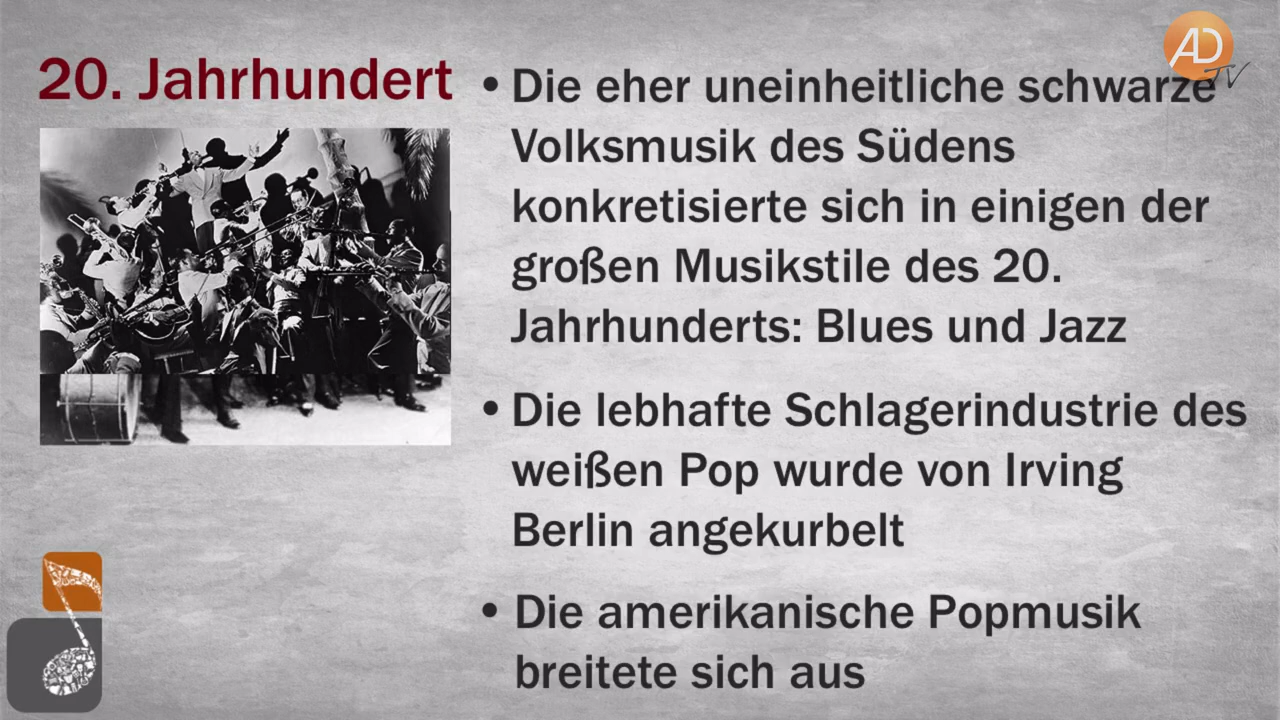 20. Jahrhundert
• Die eher uneinheitliche schwarze
Volksmusik des Südens
konkretisierte sich in einigen der
großen Musikstile des 20.
Jahrhunderts: Blues und Jazz
• Die lebhafte Schlagerindustrie des
weißen Pop wurde von Irving
Berlin angekurbelt
• Die amerikanische Popmusik
breitete sich aus
AD
TV